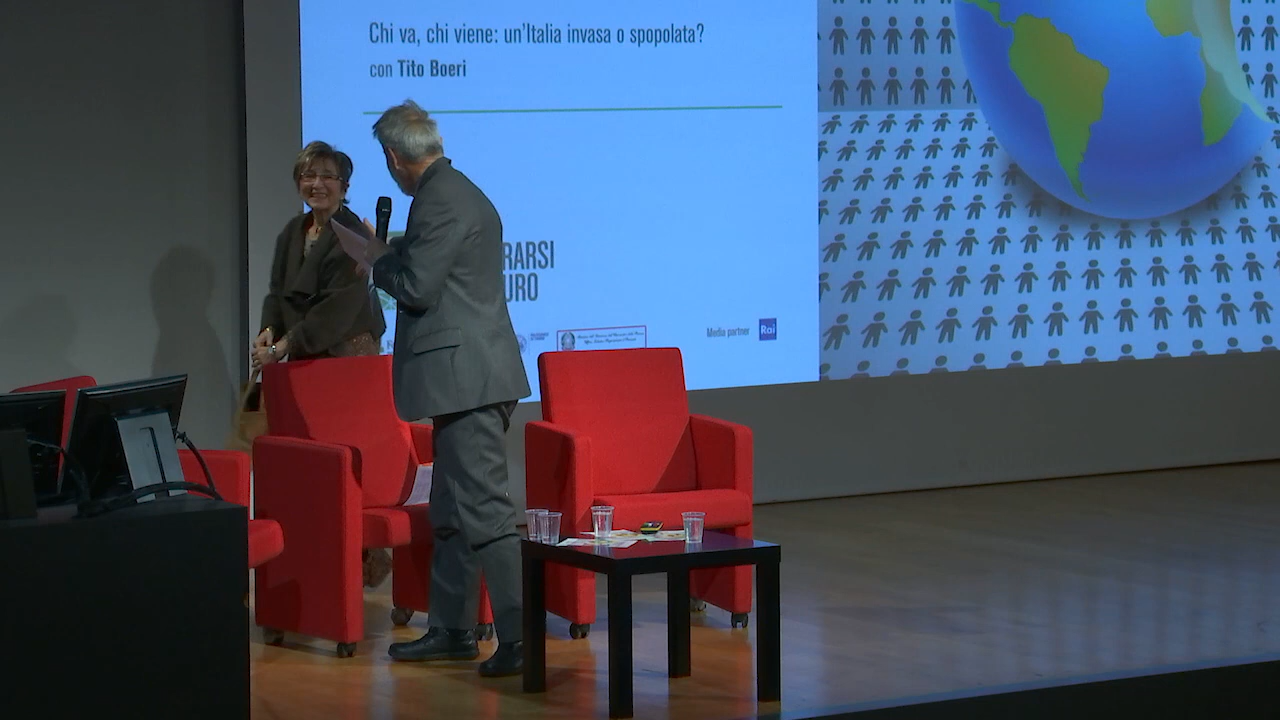 Chi va, chi viene: un'Italia invasa o spopolata?
con Tito Boeri
RARSI
URO
Media partner Rai